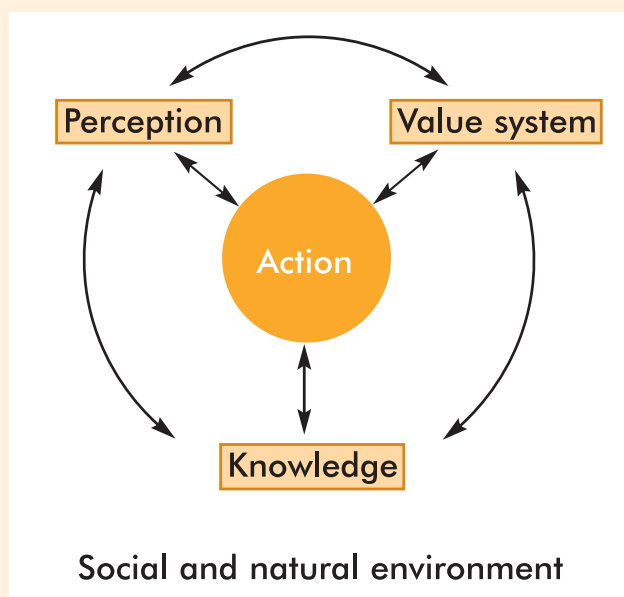 Perception
Value system
Action
Knowledge
Social and natural environment